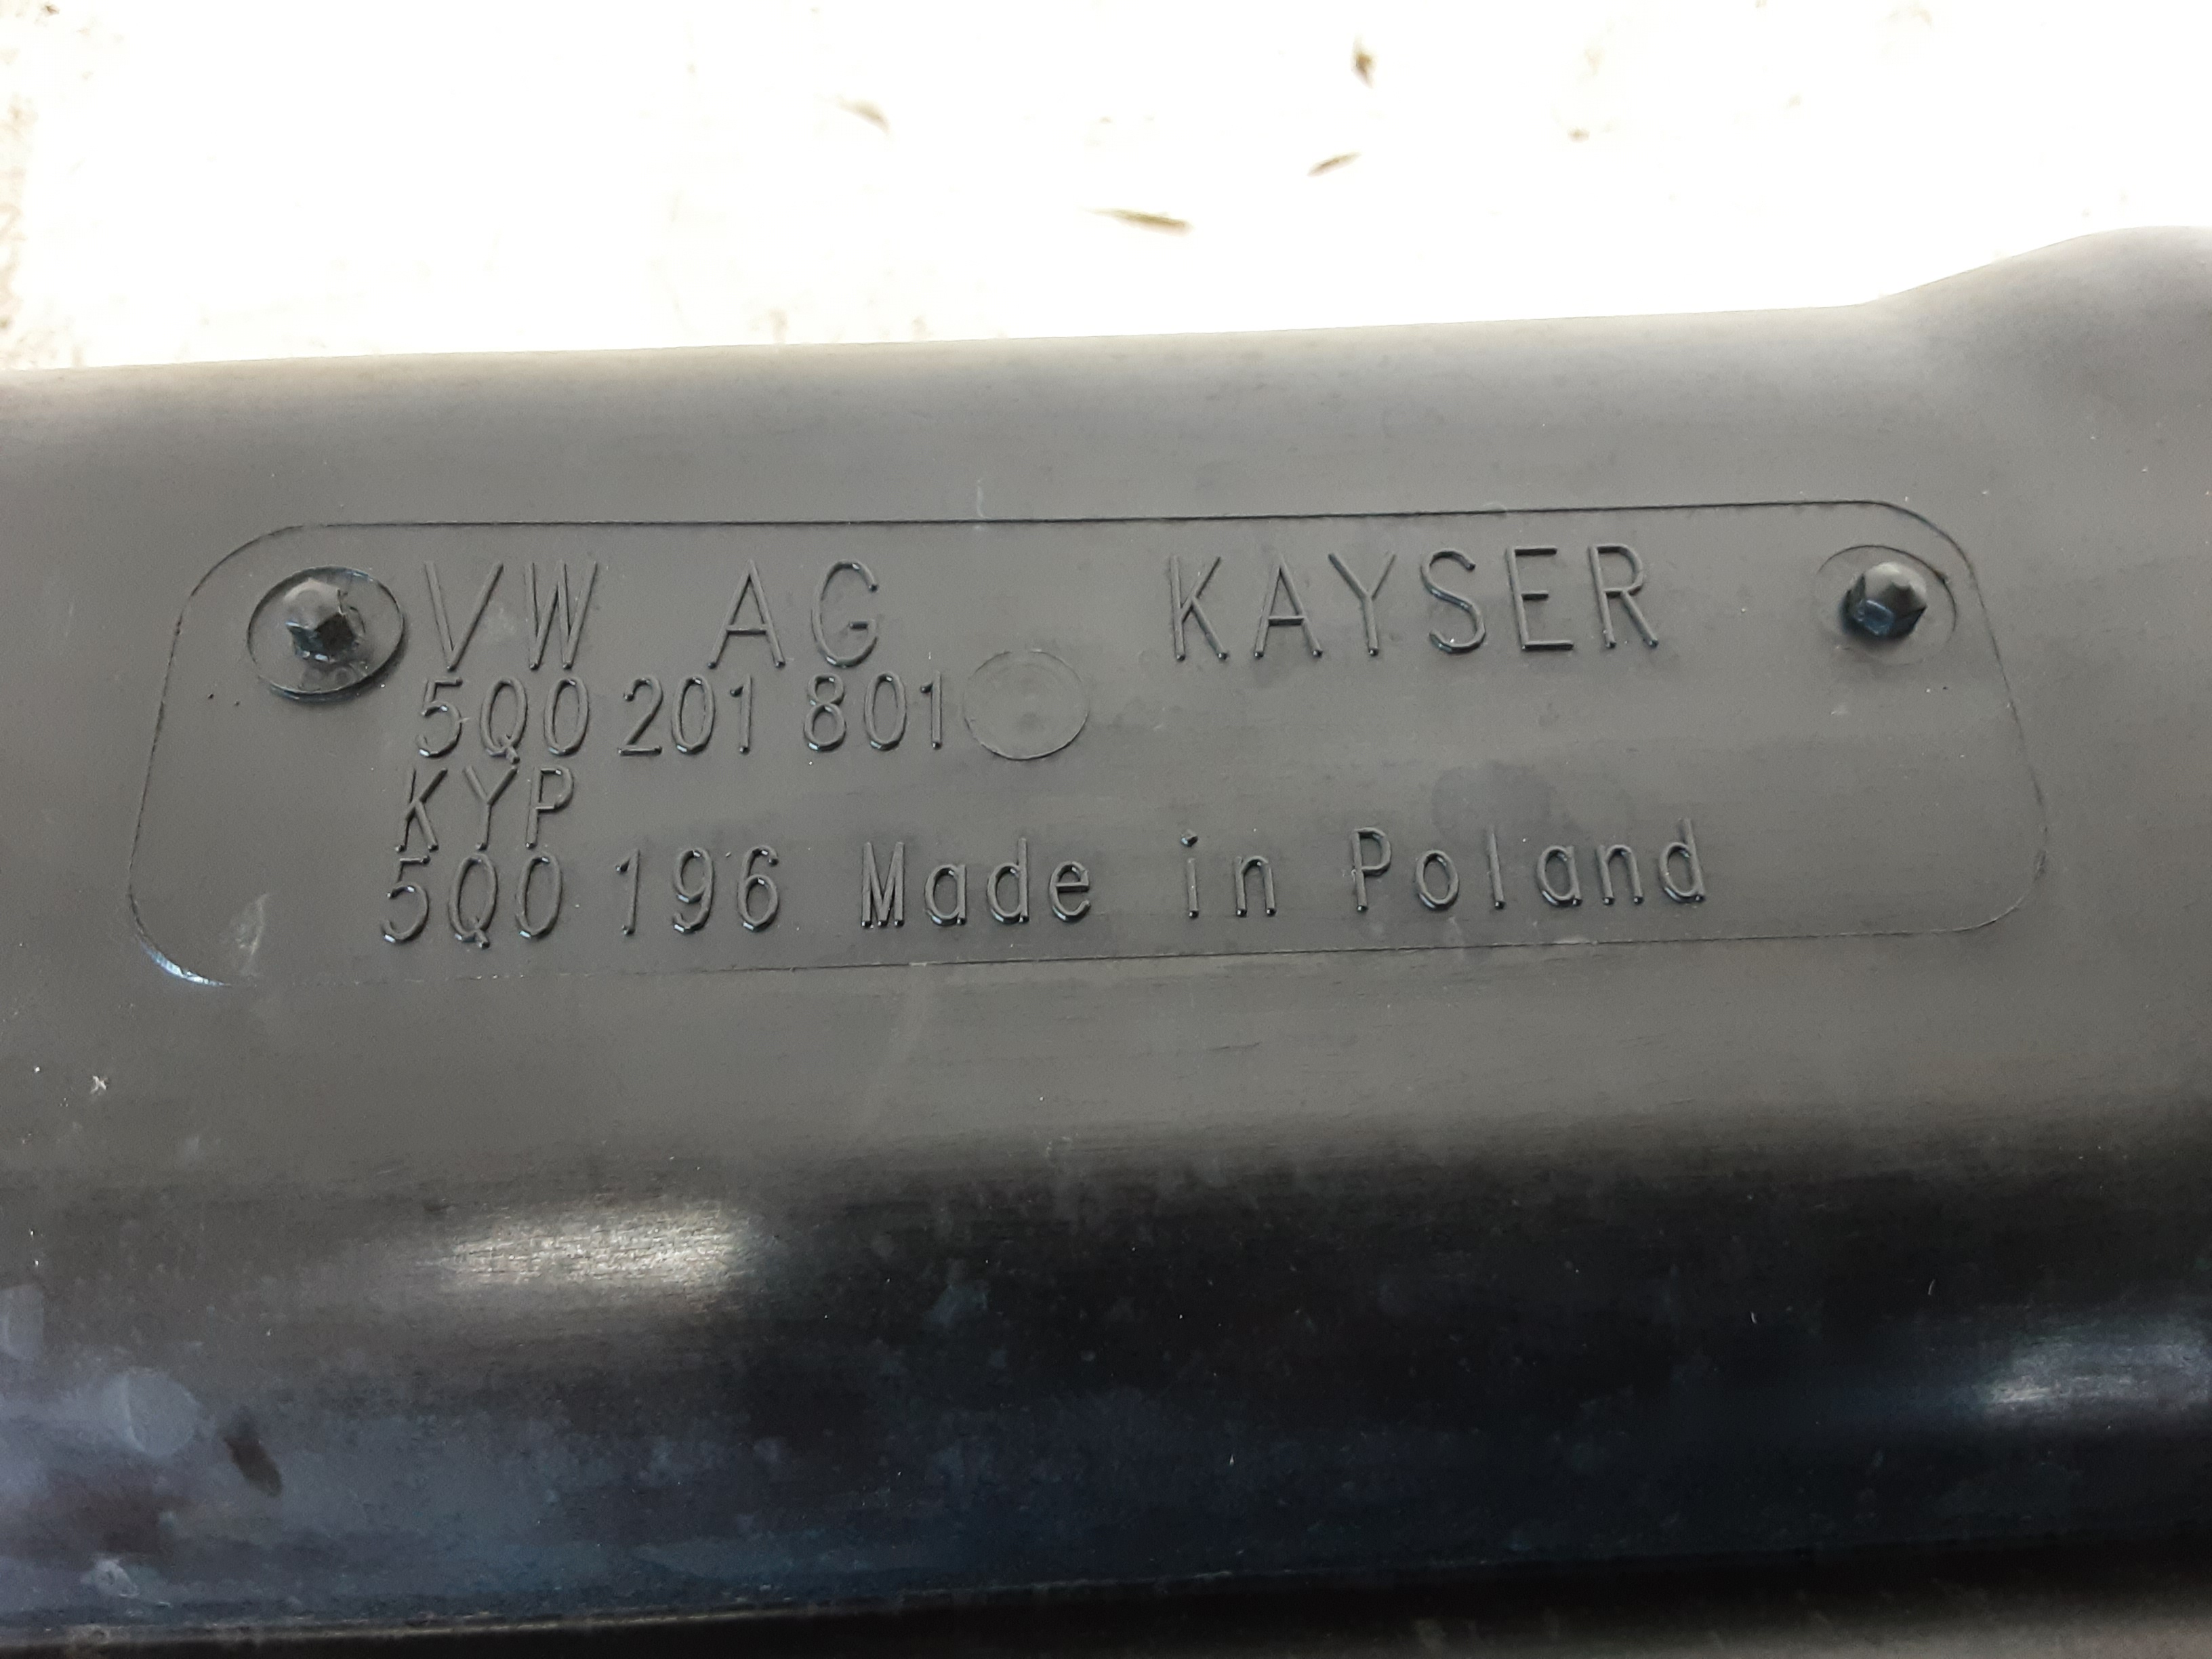 VW AG KAYSER
5Q0 201 801
KYP
5Q0 196 Made in Poland